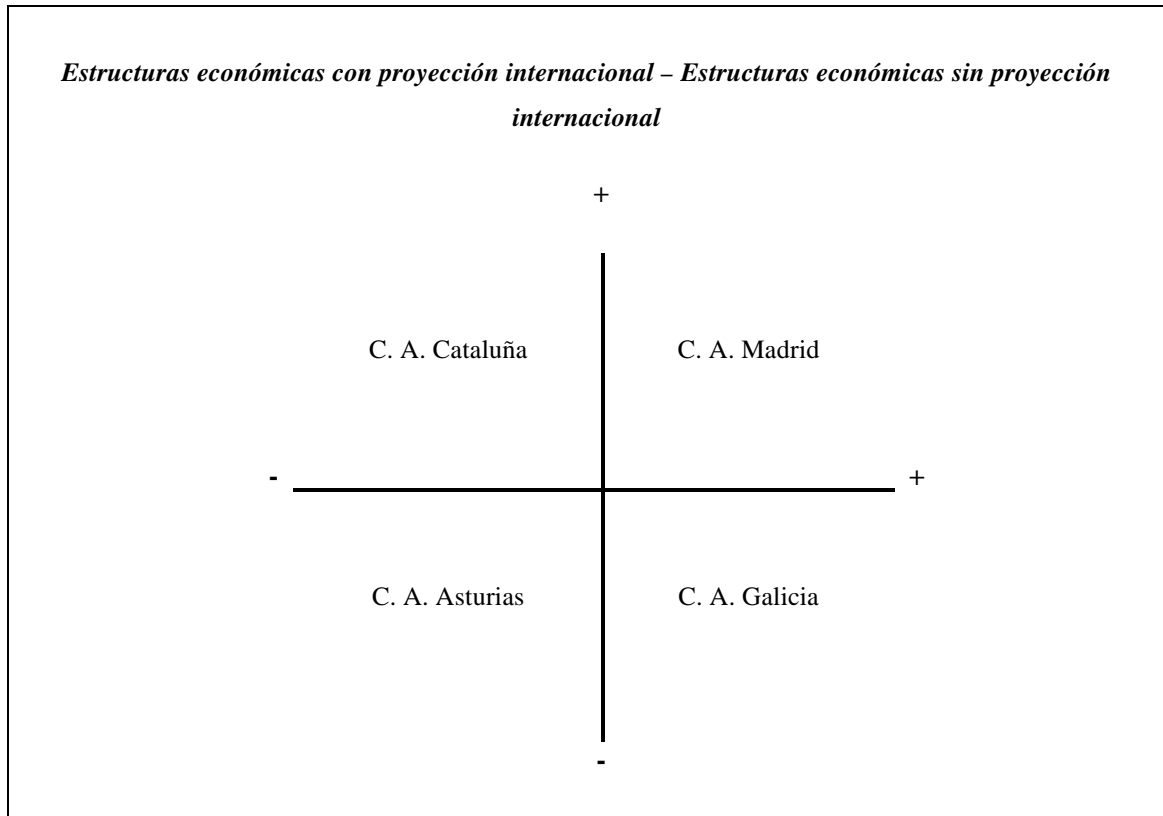 Estructuras económicas con proyección internacional – Estructuras económicas sin proyección
internacional
+
C. A. Cataluña
C. A. Madrid
-
+
C. A. Asturias
C. A. Galicia
-